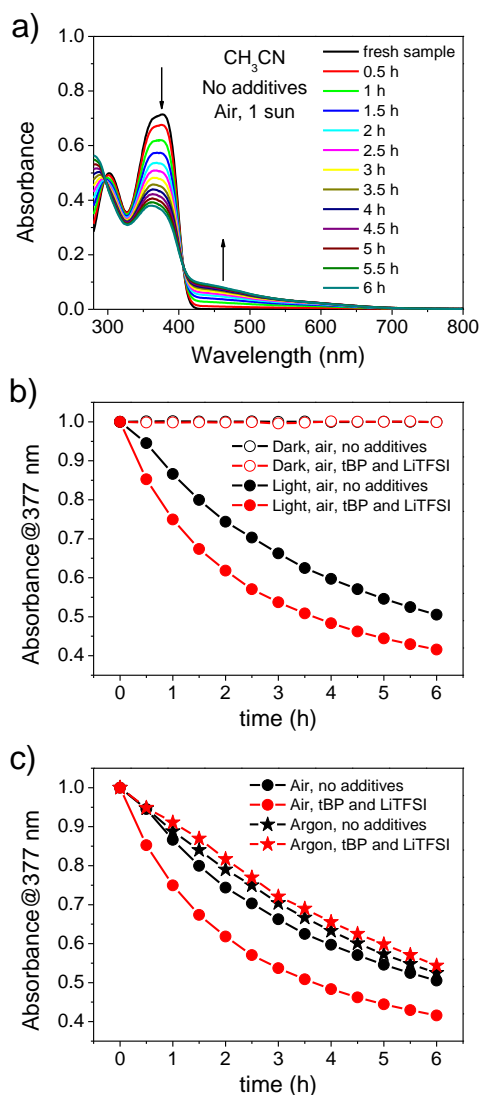 a)
1.0
0.8
0.6
0.4
0.2
0.0
Absorbance
CH₃CN
No additives
Air, 1 sun
fresh sample
0.5 h
1 h
1.5 h
2 h
2.5 h
3 h
3.5 h
4 h
4.5 h
5 h
5.5 h
6 h
300 400 500 600 700 800
Wavelength (nm)
b)
1.0
0.9
0.8
0.7
0.6
0.5
0.4
Absorbance@377 nm
Dark, air, no additives
Dark, air, tBP and LiTFSI
Light, air, no additives
Light, air, tBP and LiTFSI
0 1 2 3 4 5 6
time (h)
c)
1.0
0.9
0.8
0.7
0.6
0.5
0.4
Absorbance@377 nm
Air, no additives
Air, tBP and LiTFSI
Argon, no additives
Argon, tBP and LiTFSI
0 1 2 3 4 5 6
time (h)